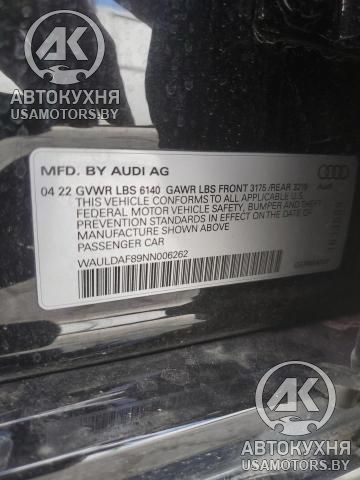 АВТОКУХНЯ
USAMOTORS.BY
MFD. BY AUDI AG
Audi
04 22 GVWR LBS 6140 GAWR LBS FRONT 3175 /REAR 3219
THIS VEHICLE CONFORMS TO ALL APPLICABLE U.S.
FEDERAL MOTOR VEHICLE SAFETY, BUMPER AND THEFT
PREVENTION STANDARDS IN EFFECT ON THE DATE OF
MANUFACTURE SHOWN ABOVE.
PASSENGER CAR
WAULDAF89NN006262
АК
АВТОКУХНЯ
USAMOTORS.BY